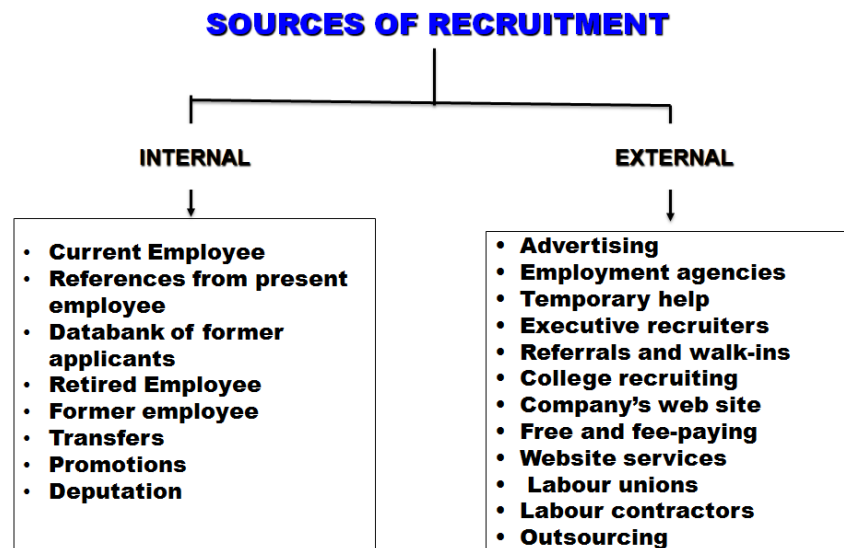 SOURCES OF RECRUITMENT
INTERNAL
• Current Employee
• References from present
employee
• Databank of former
applicants
• Retired Employee
• Former employee
• Transfers
• Promotions
• Deputation
EXTERNAL
• Advertising
• Employment agencies
• Temporary help
• Executive recruiters
• Referrals and walk-ins
• College recruiting
• Company’s web site
• Free and fee-paying
• Website services
• Labour unions
• Labour contractors
• Outsourcing